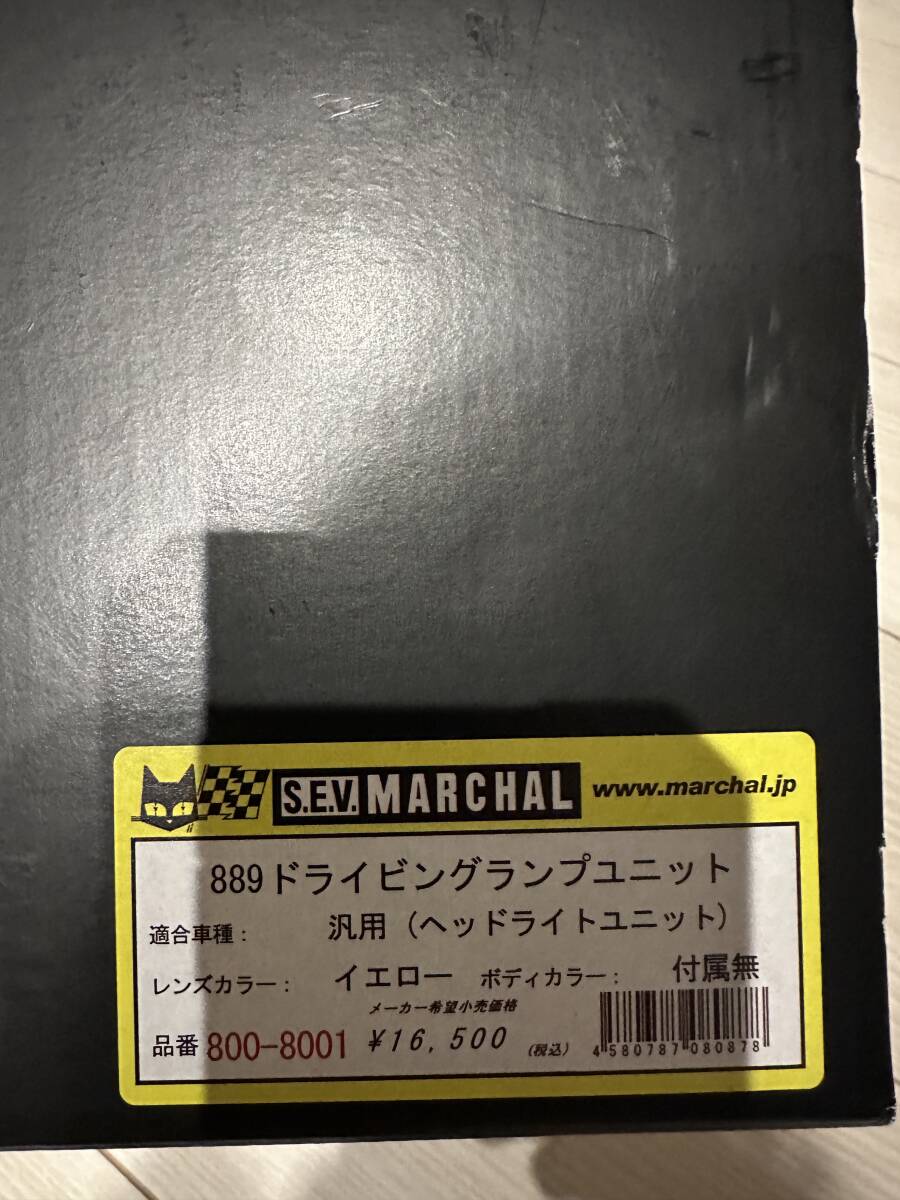 S.E.V. MARCHAL www.marchal.jp
889ドライビングランプユニット
適合車種： 汎用（ヘッドライトユニット）
レンズカラー： イエロー ボディカラー： 付属無
メーカー希望小売価格
品番 800-8001 ¥16,500 (税込) 4580787080878